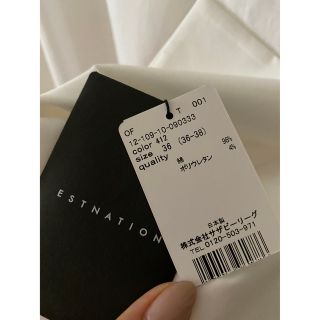 ESTNATION
OF T 001
12-109-10-090333
color 412
size 36 (36-38)
quality
綿 96%
ポリウレタン 4%
日本製
株式会社サザビーリーグ
TEL 0120-503-971